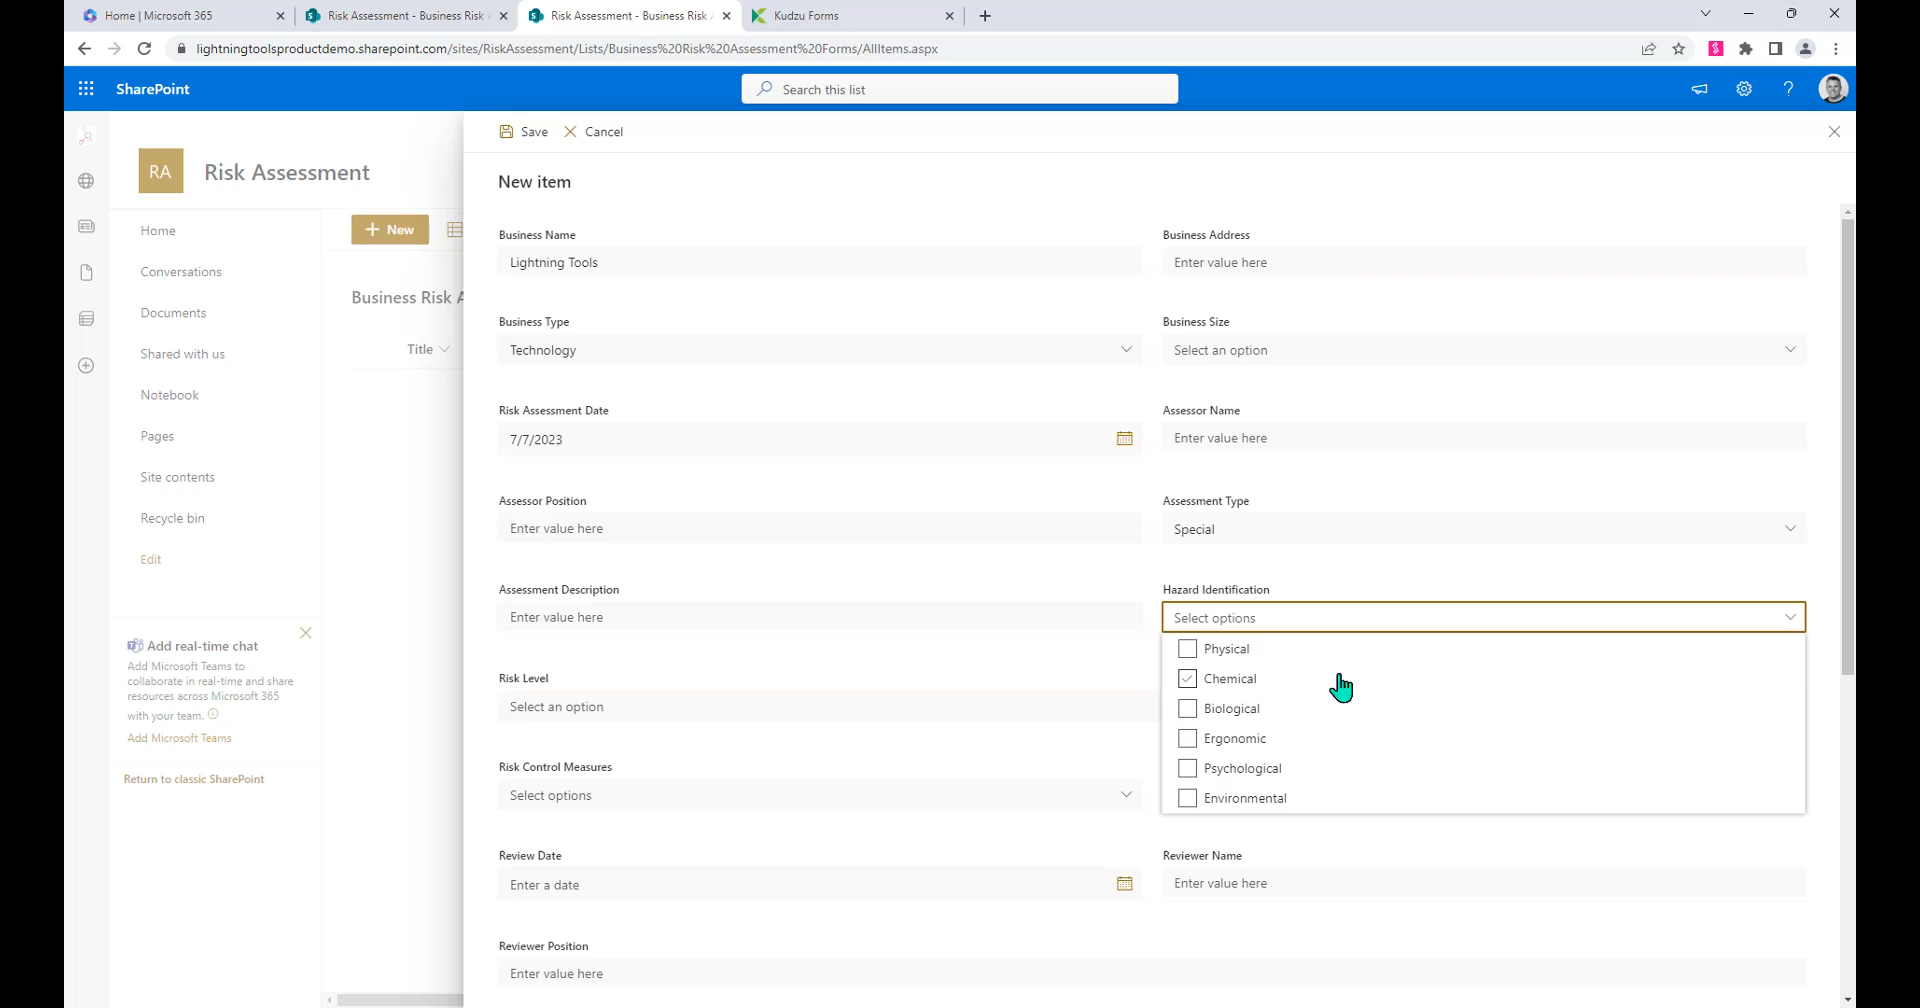 Home | Microsoft 365
Risk Assessment - Business Risk
Risk Assessment - Business Risk
Kudzu Forms
lightningtoolsproductdemo.sharepoint.com/sites/RiskAssessment/Lists/Business%20Risk%20Assessment%20Forms/AllItems.aspx
SharePoint
Search this list
Save
Cancel
RA
Risk Assessment
New item
Home
Conversations
Documents
Shared with us
Notebook
Pages
Site contents
Recycle bin
Edit
+ New
Business Risk A
Title
Add real-time chat
Add Microsoft Teams to
collaborate in real-time and share
resources across Microsoft 365
with your team.
Add Microsoft Teams
Return to classic SharePoint
Business Name
Lightning Tools
Business Address
Enter value here
Business Type
Technology
Business Size
Select an option
Risk Assessment Date
7/7/2023
Assessor Name
Enter value here
Assessor Position
Enter value here
Assessment Type
Special
Assessment Description
Enter value here
Hazard Identification
Select options
Physical
Chemical
Biological
Ergonomic
Psychological
Environmental
Risk Level
Select an option
Risk Control Measures
Select options
Review Date
Enter a date
Reviewer Name
Enter value here
Reviewer Position
Enter value here